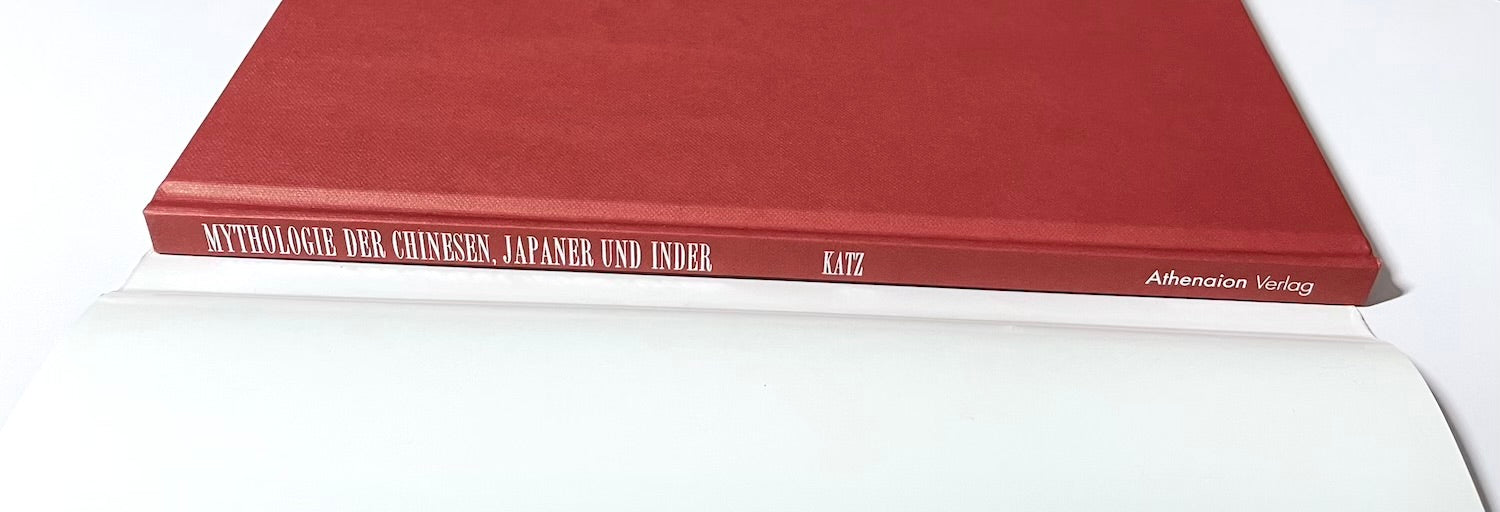 MYTHOLOGIE DER CHINESEN, JAPANER UND INDER KATZ Athenaion Verlag